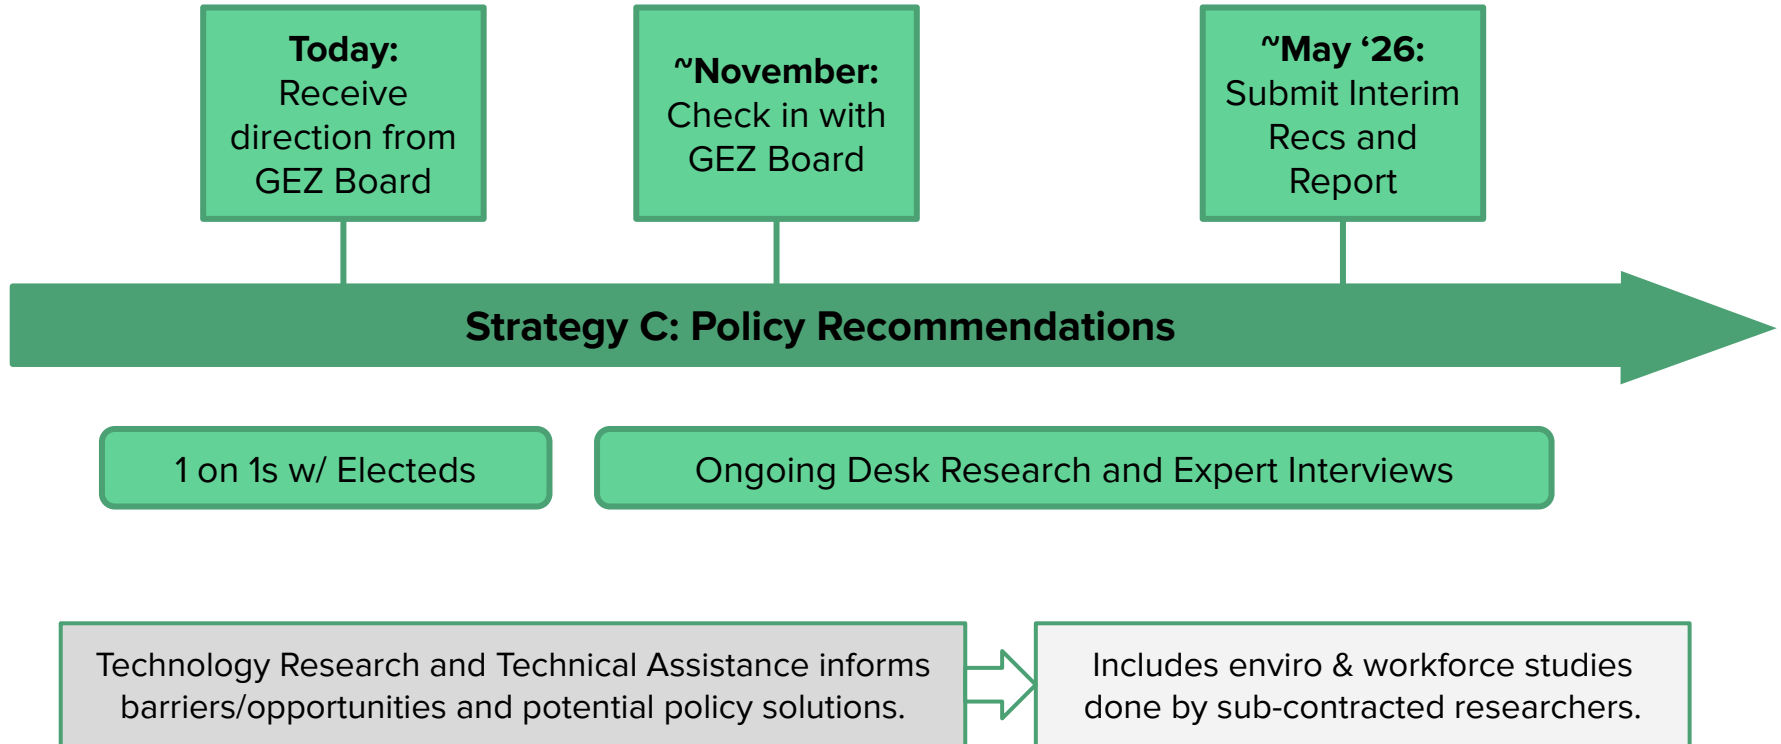 Today:
Receive
direction from
GEZ Board
~November:
Check in with
GEZ Board
~May ‘26:
Submit Interim
Recs and
Report
Strategy C: Policy Recommendations
1 on 1s w/ Electeds
Ongoing Desk Research and Expert Interviews
Technology Research and Technical Assistance informs
barriers/opportunities and potential policy solutions.
Includes enviro & workforce studies
done by sub-contracted researchers.